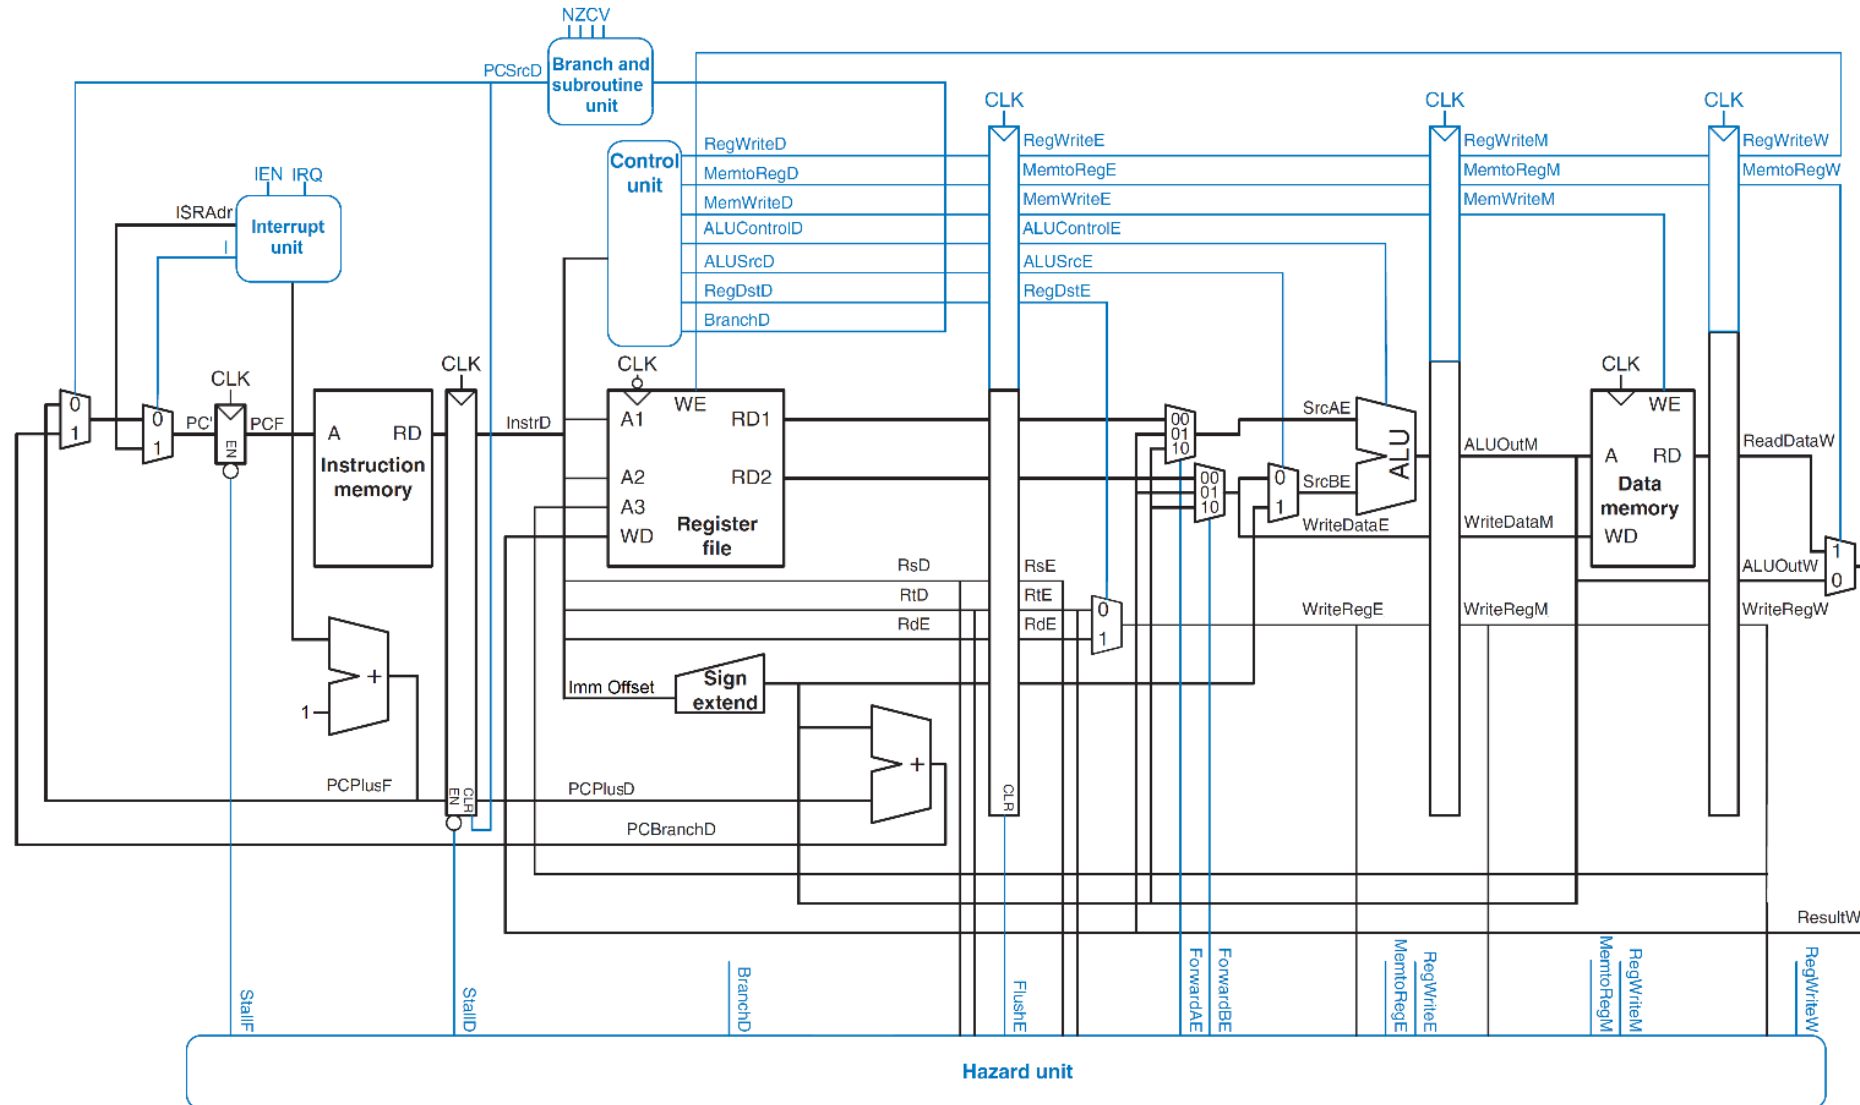 NZCV
PCSrcD
Branch and
subroutine
unit
CLK
CLK
CLK
RegWriteD
RegWriteE
RegWriteM
RegWriteW
Control
unit
MemtoRegD
MemtoRegE
MemtoRegM
MemtoRegW
IEN IRQ
MemWriteD
MemWriteE
MemWriteM
ISRAdr
Interrupt
unit
I
ALUControlD
ALUControlE
ALUSrcD
ALUSrcE
RegDstD
RegDstE
BranchD
CLK
CLK
CLK
CLK
0
1
0
1
PC'
EN
PCF
A
RD
Instruction
memory
InstrD
A1
WE
RD1
A2
RD2
A3
WD
Register
file
00
01
10
00
01
10
0
1
SrcAE
SrcBE
ALU
ALUOutM
A
WE
RD
Data
memory
WD
ReadDataW
WriteDataE
WriteDataM
1
0
ALUOutW
RsD
RsE
RtD
RtE
RdE
RdE
0
1
WriteRegE
WriteRegM
WriteRegW
+
1
Imm Offset
Sign
extend
+
PCPlusF
EN
CLR
PCPlusD
CLR
PCBranchD
ResultW
StallF
StallD
BranchD
FlushE
ForwardAE
ForwardBE
MemtoRegE
RegWriteE
MemtoRegM
RegWriteM
RegWriteW
Hazard unit